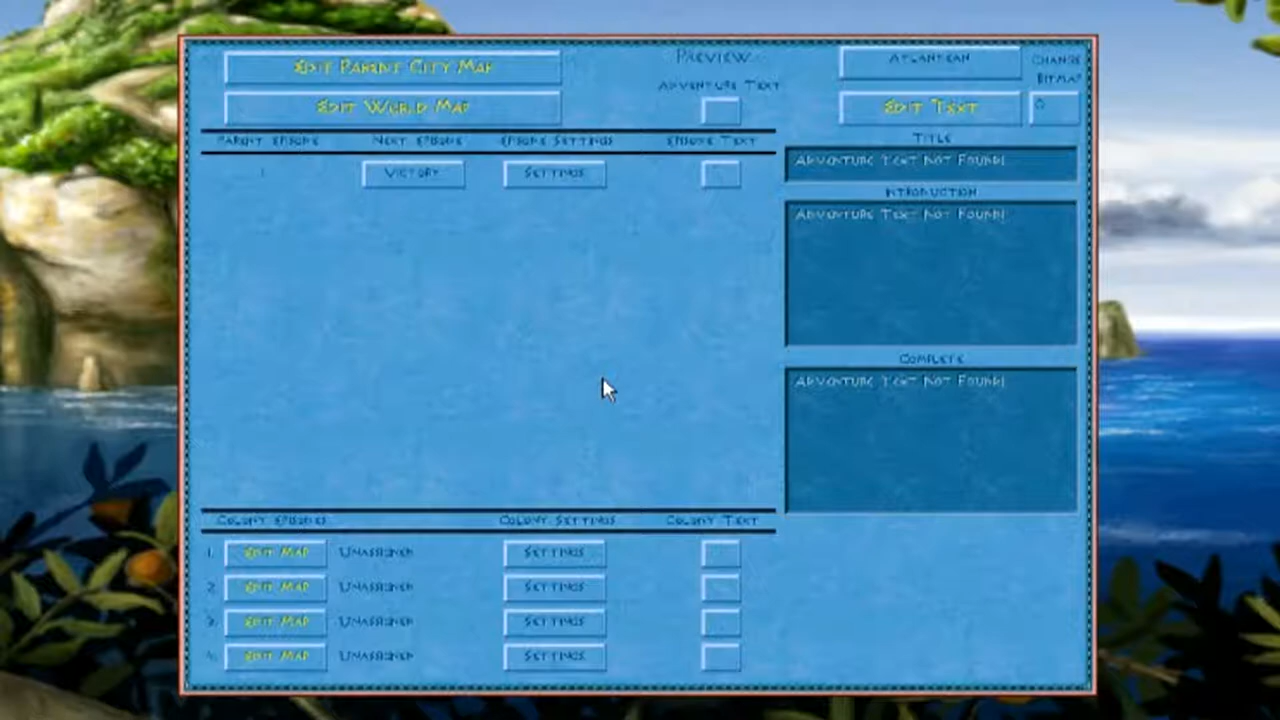 Edit Parent City Map
Preview
Atlantean
Change
Bitmap
Adventure Text
Edit World Map
Edit Text
0
Parent Episode Next Episode Episode Settings Episode Text
Title
1 Victory Settings
Adventure Text Not Found!
Introduction
Adventure Text Not Found!
Complete
Adventure Text Not Found!
Colony Episodes Colony Settings Colony Text
1. Edit Map Unassigned Settings
2. Edit Map Unassigned Settings
3. Edit Map Unassigned Settings
4. Edit Map Unassigned Settings